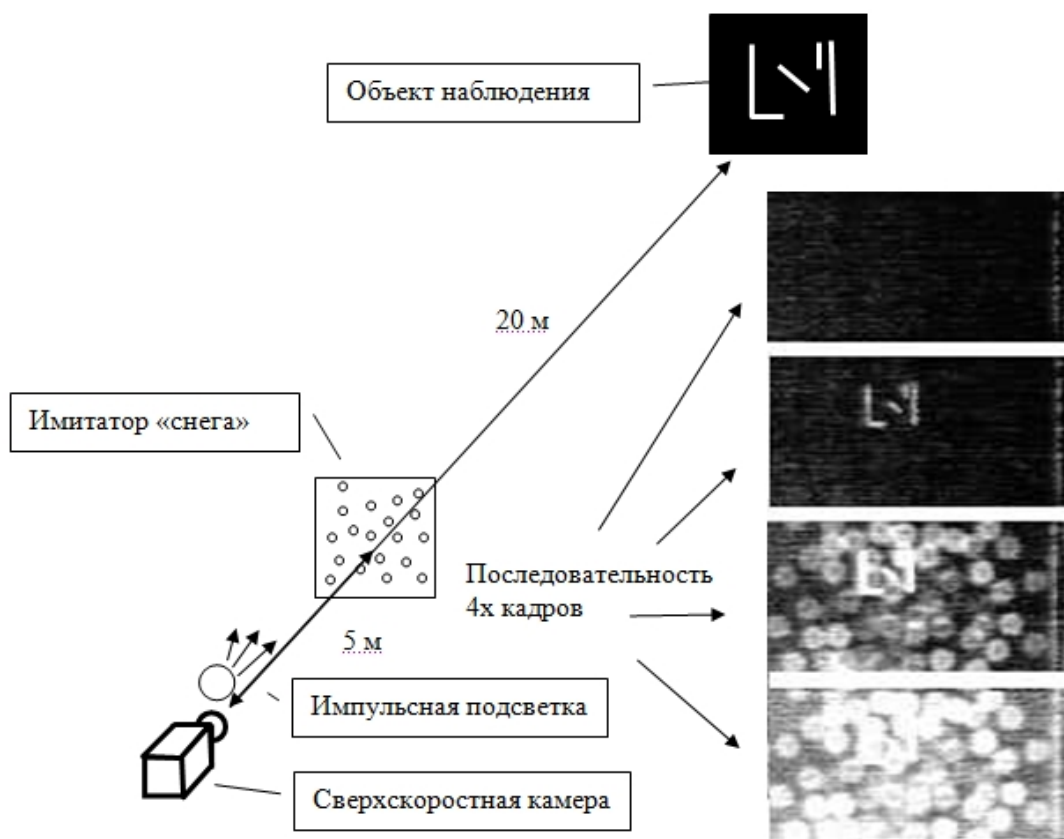 Объект наблюдения
20 м
Имитатор «снега»
Последовательность
4х кадров
5 м
Импульсная подсветка
Сверхскоростная камера